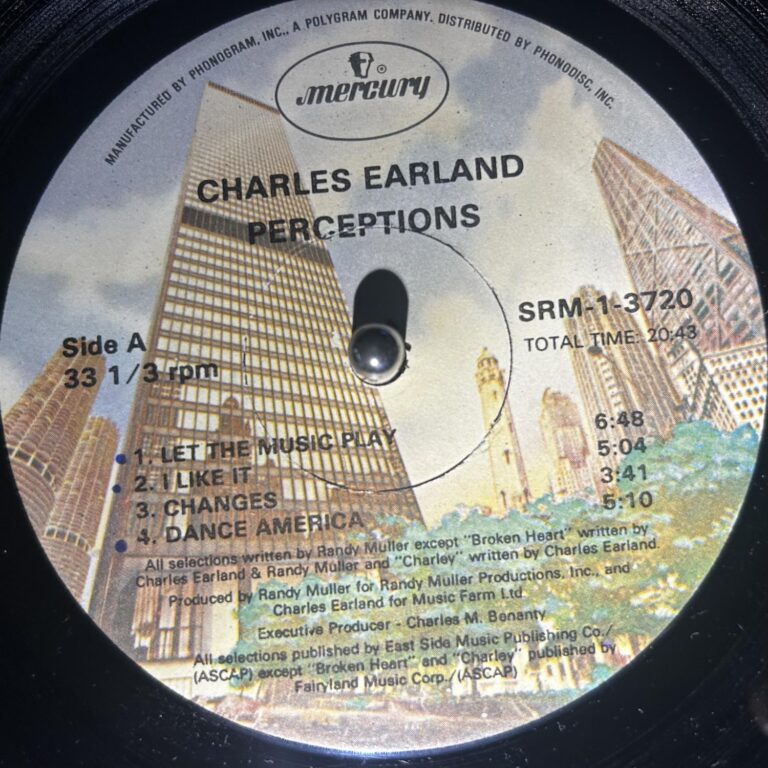 MANUFACTURED BY PHONOGRAM, INC., A POLYGRAM COMPANY. DISTRIBUTED BY PHONODISC, INC.
mercury
®
CHARLES EARLAND
PERCEPTIONS
Side A
33 1/3 rpm
SRM-1-3720
TOTAL TIME: 20:43
1. LET THE MUSIC PLAY 6:48
2. I LIKE IT 5:04
3. CHANGES 3:41
4. DANCE AMERICA 5:10
All selections written by Randy Muller except "Broken Heart" written by
Charles Earland & Randy Muller and "Charley" written by Charles Earland.
Produced by Randy Muller for Randy Muller Productions, Inc., and
Charles Earland for Music Farm Ltd.
Executive Producer - Charles M. Benanty
All selections published by East Side Music Publishing Co./
(ASCAP) except "Broken Heart" and "Charley" published by
Fairyland Music Corp./(ASCAP)